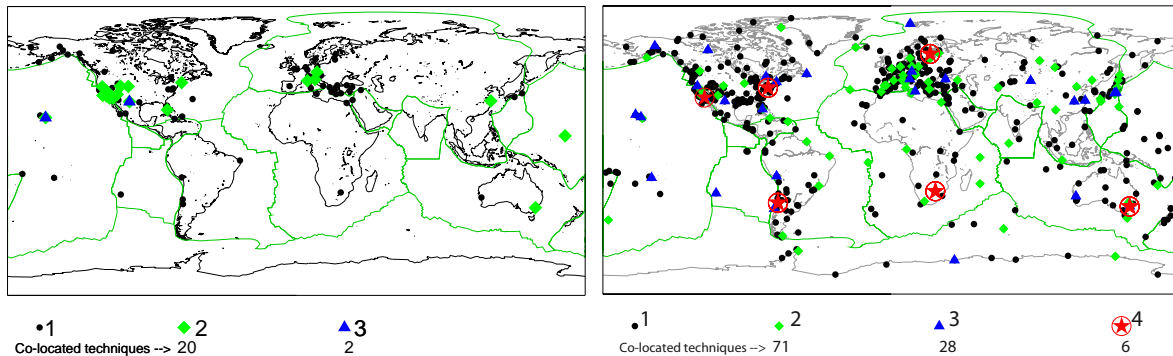 1 2 3
Co-located techniques --> 20 2
1 2 3 4
Co-located techniques --> 71 28 6